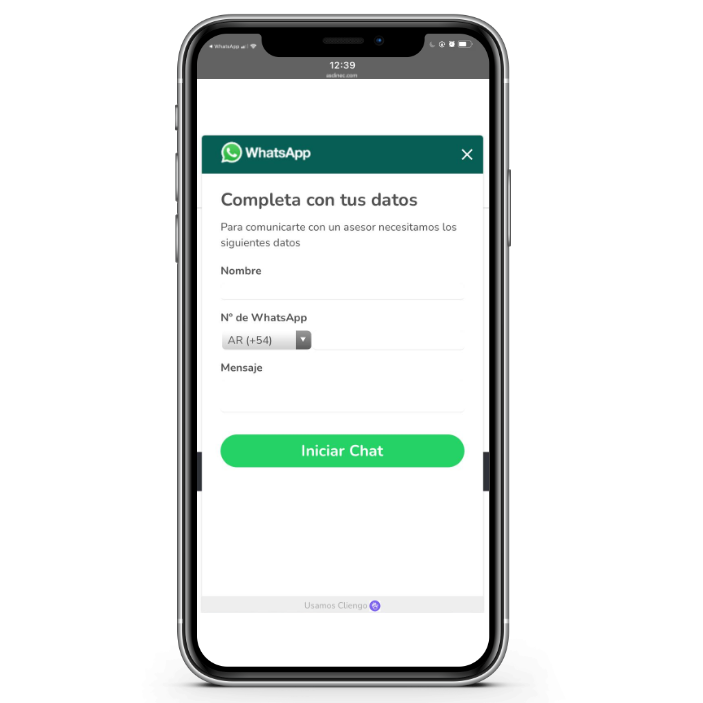 WhatsApp
12:39
asdnec.com
WhatsApp
Completa con tus datos
Para comunicarte con un asesor necesitamos los
siguientes datos
Nombre
Nº de WhatsApp
AR (+54)
Mensaje
Iniciar Chat
Usamos Cliengo